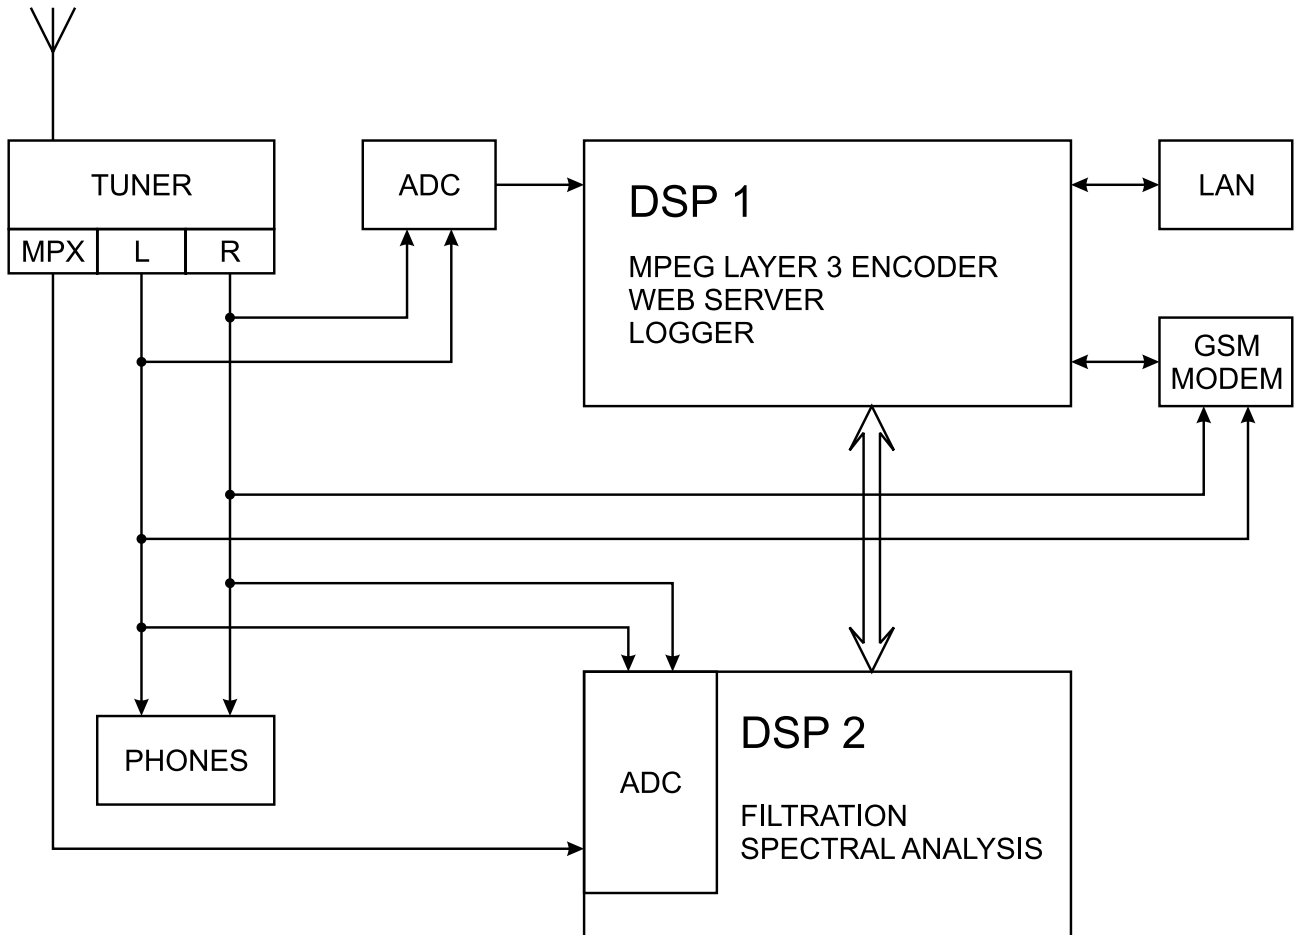 TUNER
MPX
L
R
ADC
DSP 1
MPEG LAYER 3 ENCODER
WEB SERVER
LOGGER
LAN
GSM
MODEM
PHONES
ADC
DSP 2
FILTRATION
SPECTRAL ANALYSIS